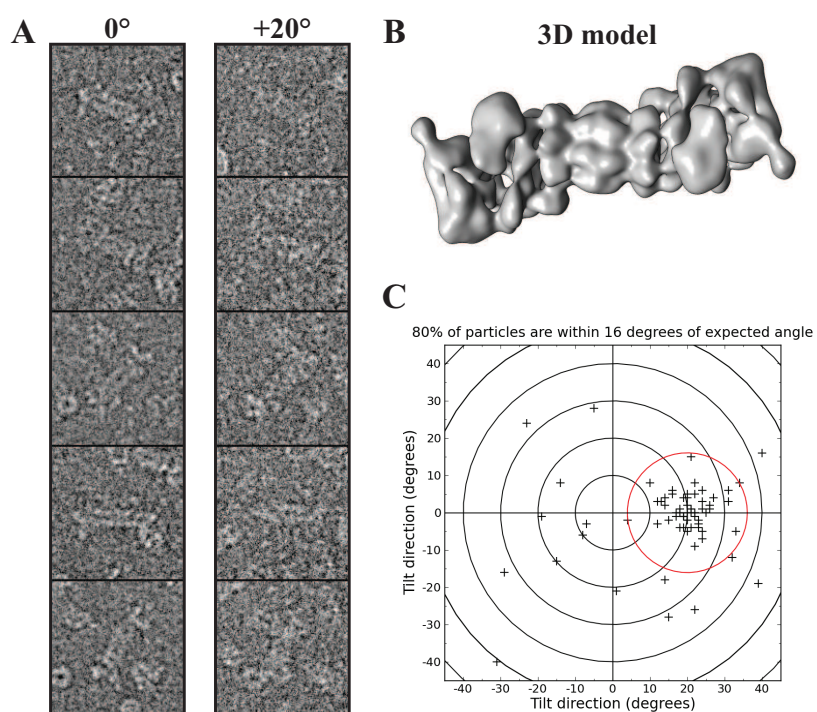 A
0°
+20°
B
3D model
C
80% of particles are within 16 degrees of expected angle
Tilt direction (degrees)
40
30
20
10
0
-10
-20
-30
-40
-40
-30
-20
-10
0
10
20
30
40
Tilt direction (degrees)